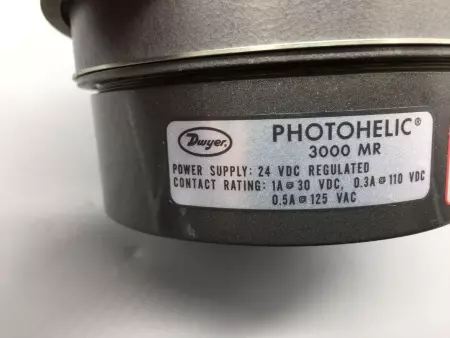 Dwyer.
PHOTOHELIC®
3000 MR
POWER SUPPLY: 24 VDC REGULATED
CONTACT RATING: 1A @ 30 VDC, 0.3A @ 110 VDC
0.5A @ 125 VAC